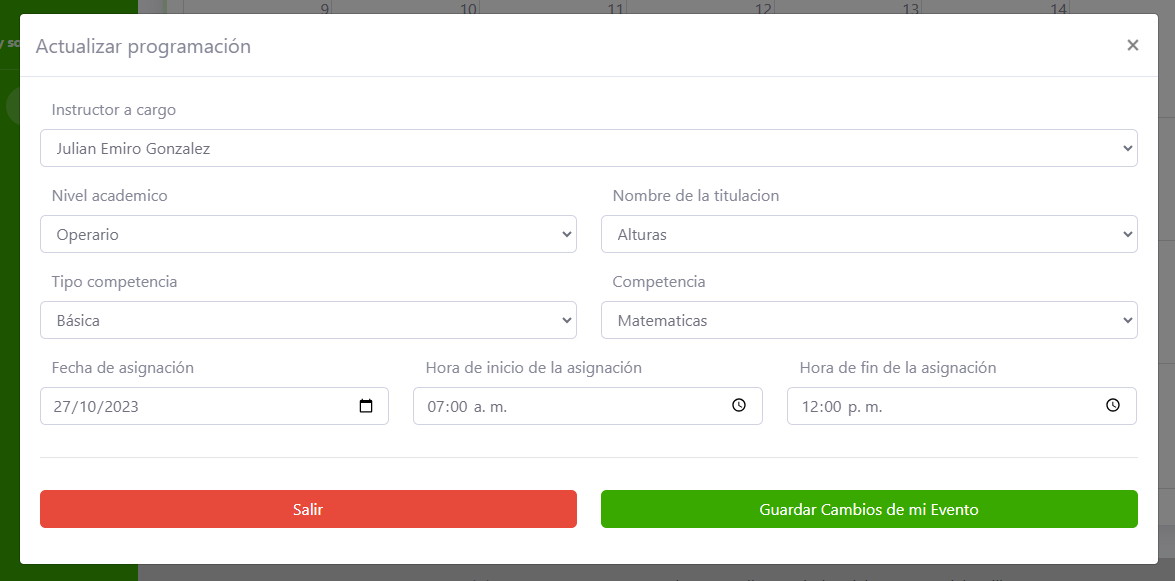 9 10 11 12 13 14
Actualizar programación ×
Instructor a cargo
Julian Emiro Gonzalez
Nivel academico Nombre de la titulacion
Operario Alturas
Tipo competencia Competencia
Básica Matematicas
Fecha de asignación Hora de inicio de la asignación Hora de fin de la asignación
27/10/2023 07:00 a. m. 12:00 p. m.
Salir Guardar Cambios de mi Evento